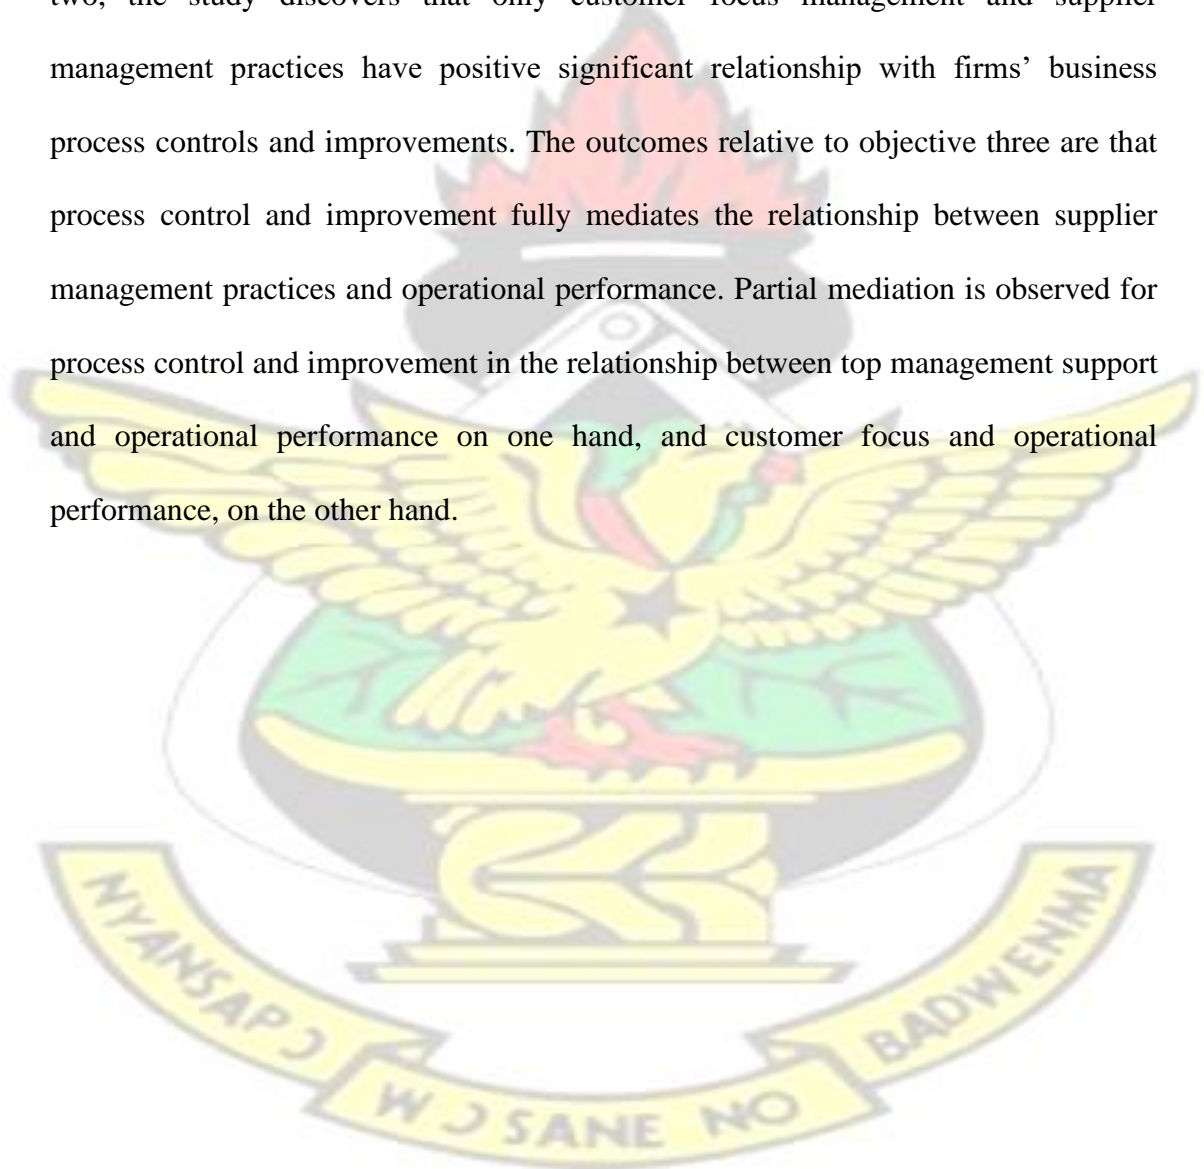 two, the study discovers that only customer focus management and supplier
management practices have positive significant relationship with firms’ business
process controls and improvements. The outcomes relative to objective three are that
process control and improvement fully mediates the relationship between supplier
management practices and operational performance. Partial mediation is observed for
process control and improvement in the relationship between top management support
and operational performance on one hand, and customer focus and operational
performance, on the other hand.
NYANSAPƆ
WƆSANE NO
BADWENMA